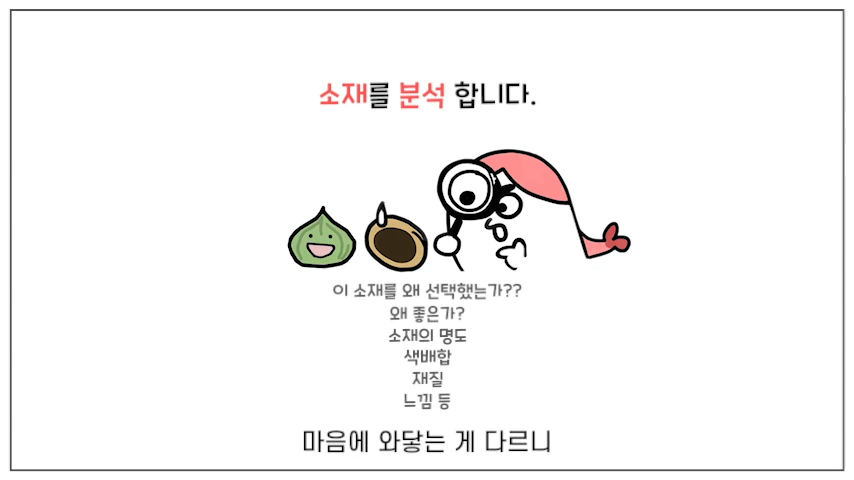 소재를 분석 합니다.
이 소재를 왜 선택했는가??
왜 좋은가?
소재의 명도
색배합
재질
느낌 등
마음에 와닿는 게 다르니